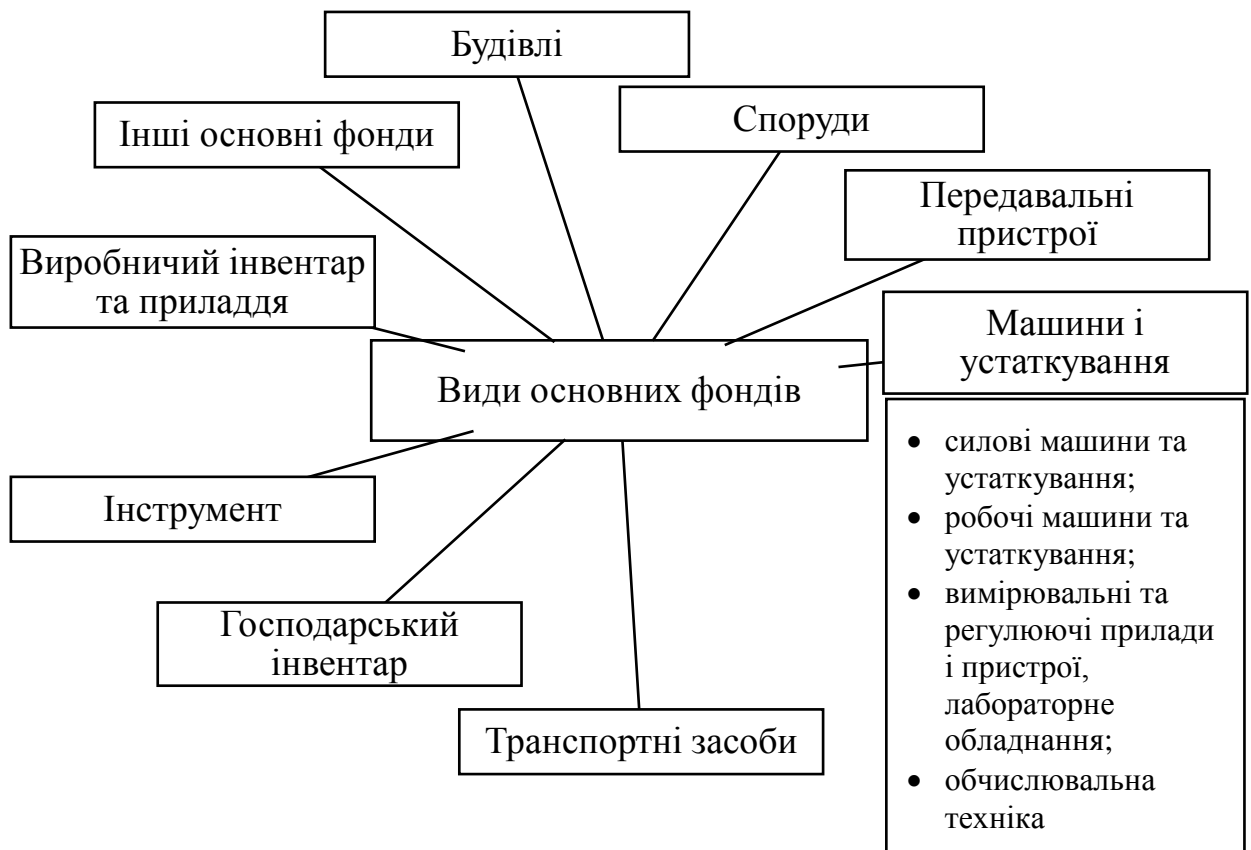 Будівлі
Споруди
Інші основні фонди
Передавальні
пристрої
Виробничий інвентар
та приладдя
Машини і
устаткування
Види основних фондів
• силові машини та
устаткування;
• робочі машини та
устаткування;
• вимірювальні та
регулюючі прилади
і пристрої,
лабораторне
обладнання;
• обчислювальна
техніка
Інструмент
Господарський
інвентар
Транспортні засоби